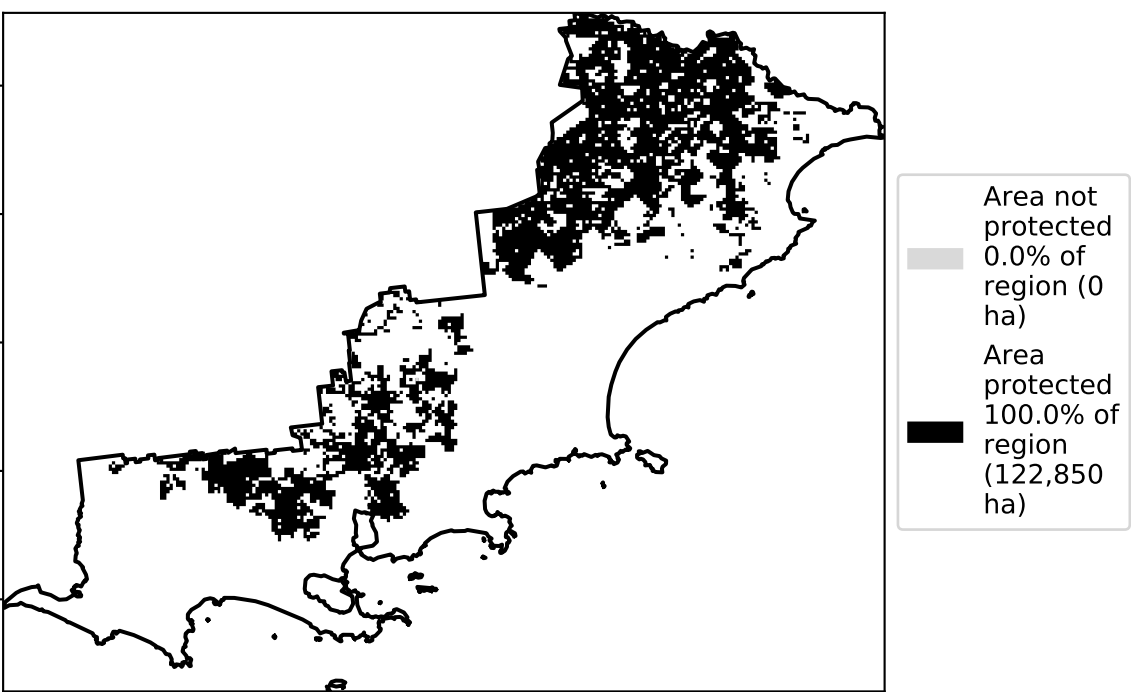 Area not
protected
0.0% of
region (0
ha)
Area
protected
100.0% of
region
(122,850
ha)